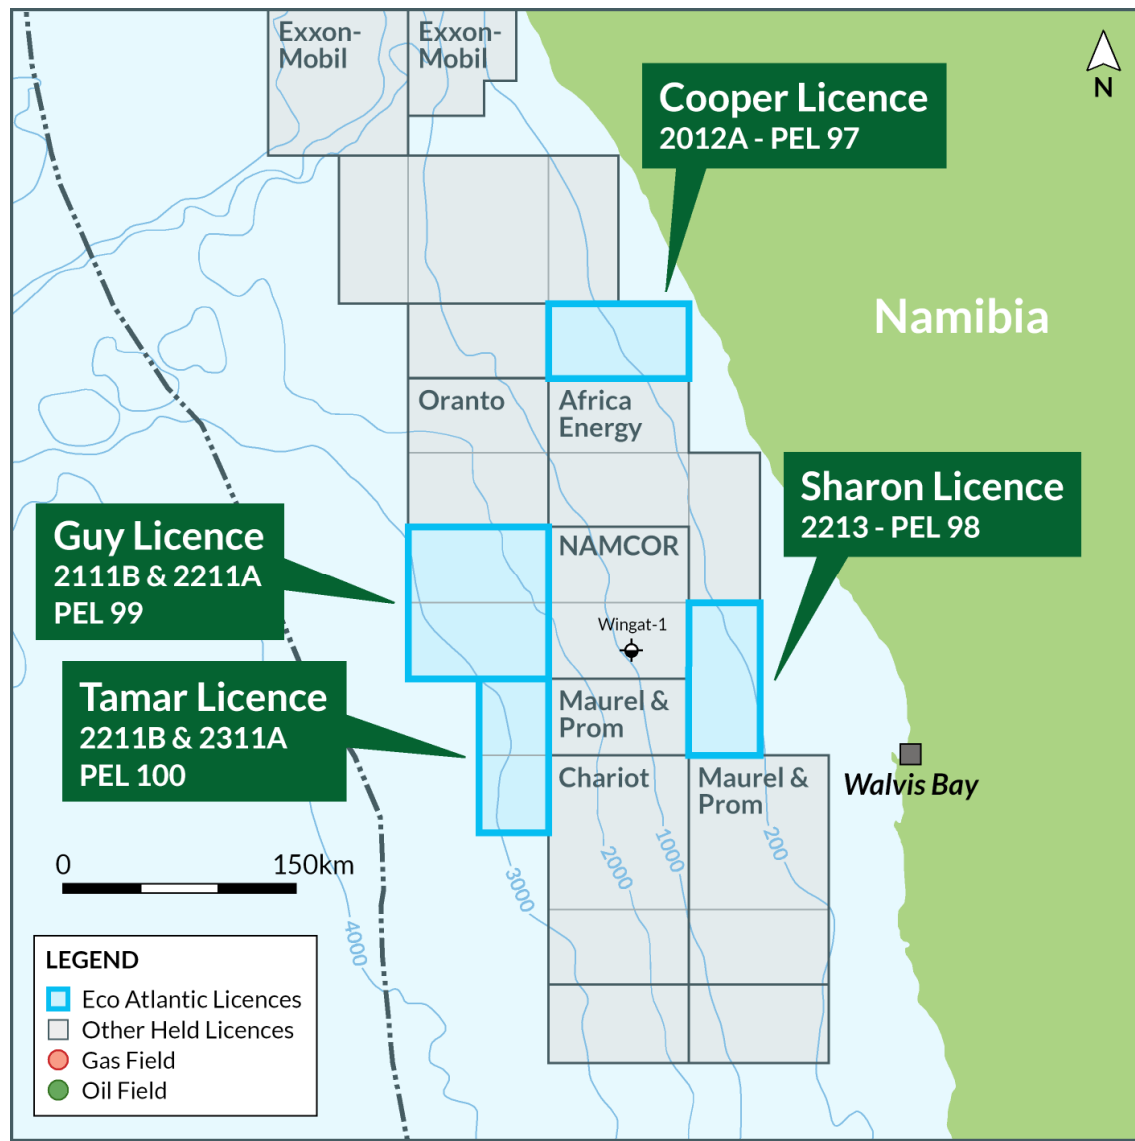 Exxon-
Mobil
Exxon-
Mobil
N
Cooper Licence
2012A - PEL 97
Namibia
Oranto
Africa
Energy
Sharon Licence
2213 - PEL 98
Guy Licence
2111B & 2211A
PEL 99
NAMCOR
Wingat-1
Tamar Licence
2211B & 2311A
PEL 100
Maurel &
Prom
Chariot
Maurel &
Prom
Walvis Bay
0 150km
200
1000
2000
3000
4000
LEGEND
Eco Atlantic Licences
Other Held Licences
Gas Field
Oil Field